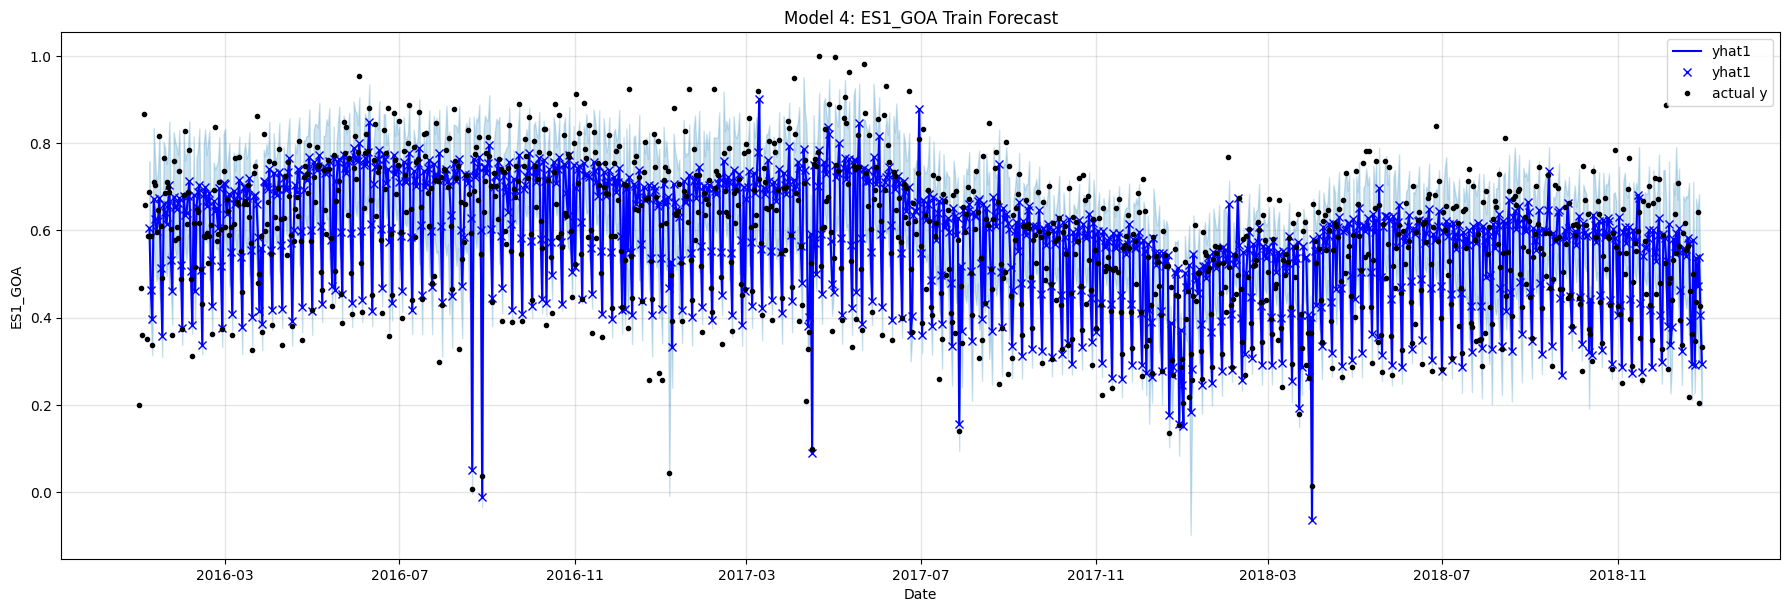 Model 4: ES1_GOA Train Forecast
yhat1
yhat1
actual y
1.0
0.8
0.6
0.4
0.2
0.0
ES1_GOA
2016-03
2016-07
2016-11
2017-03
2017-07
2017-11
2018-03
2018-07
2018-11
Date